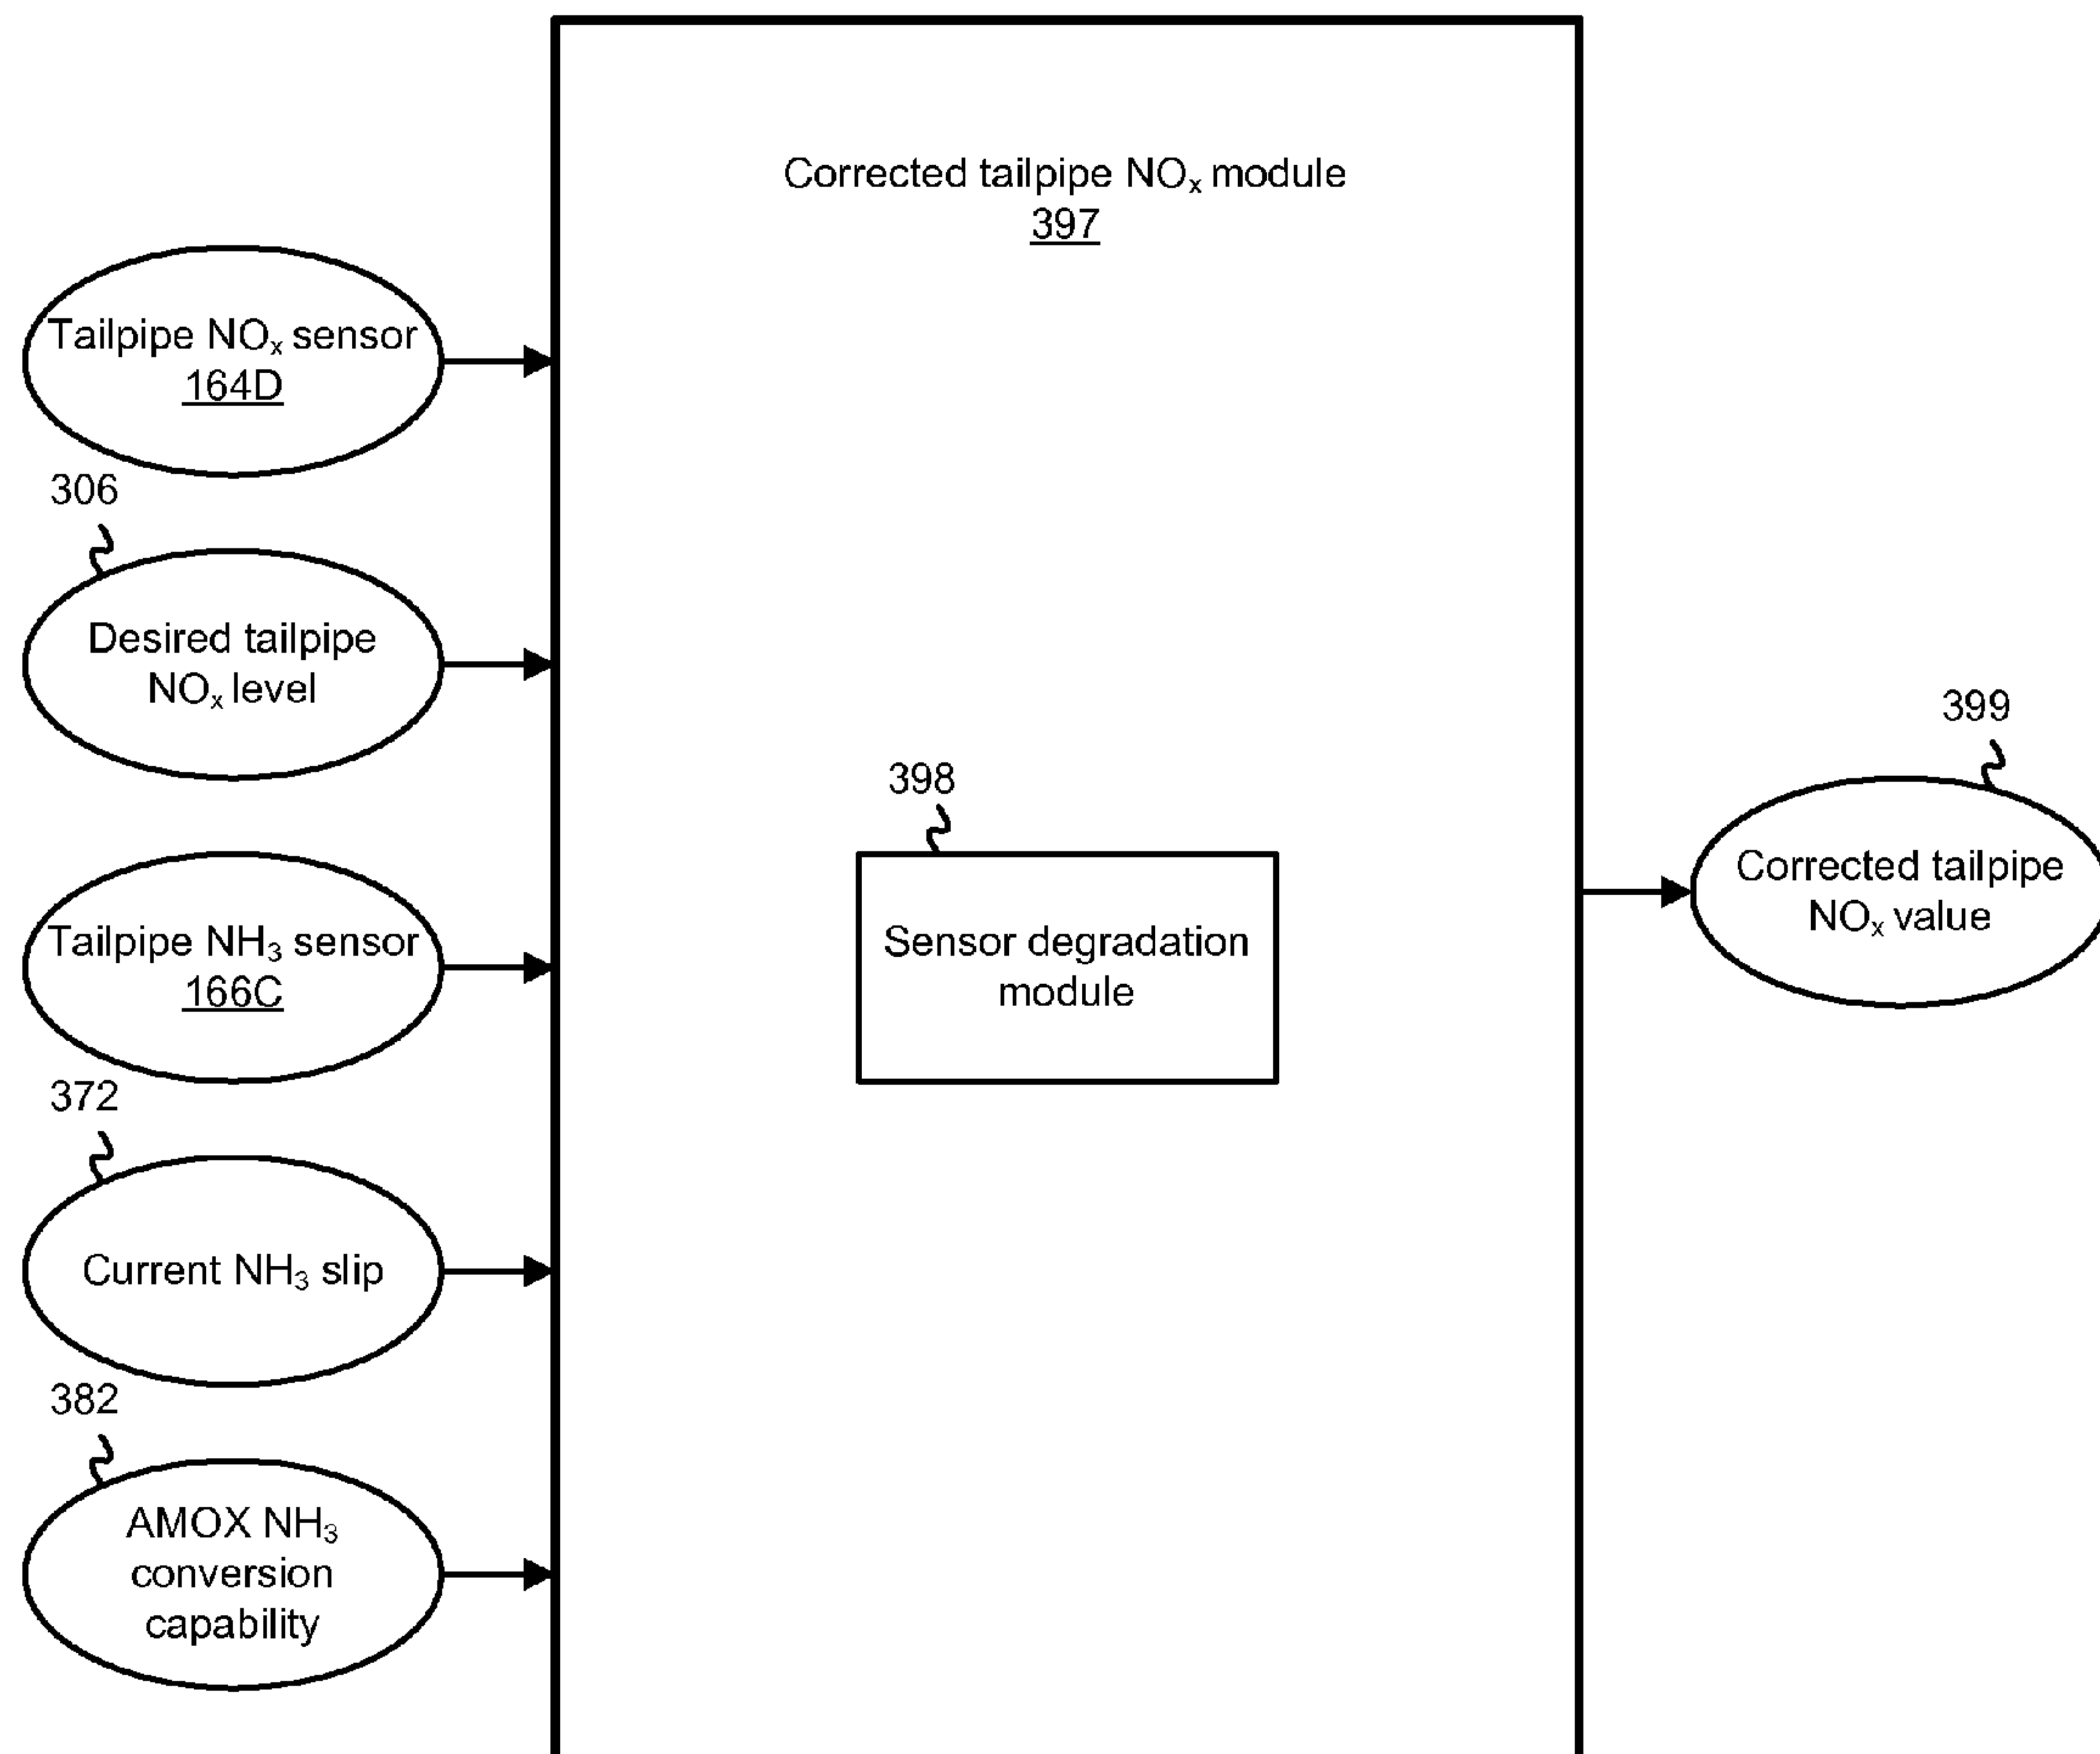 Corrected tailpipe NOx module
397
Tailpipe NOx sensor
164D
306
Desired tailpipe
NOx level
Tailpipe NH3 sensor
166C
372
Current NH3 slip
382
AMOX NH3
conversion
capability
398
Sensor degradation
module
399
Corrected tailpipe
NOx value